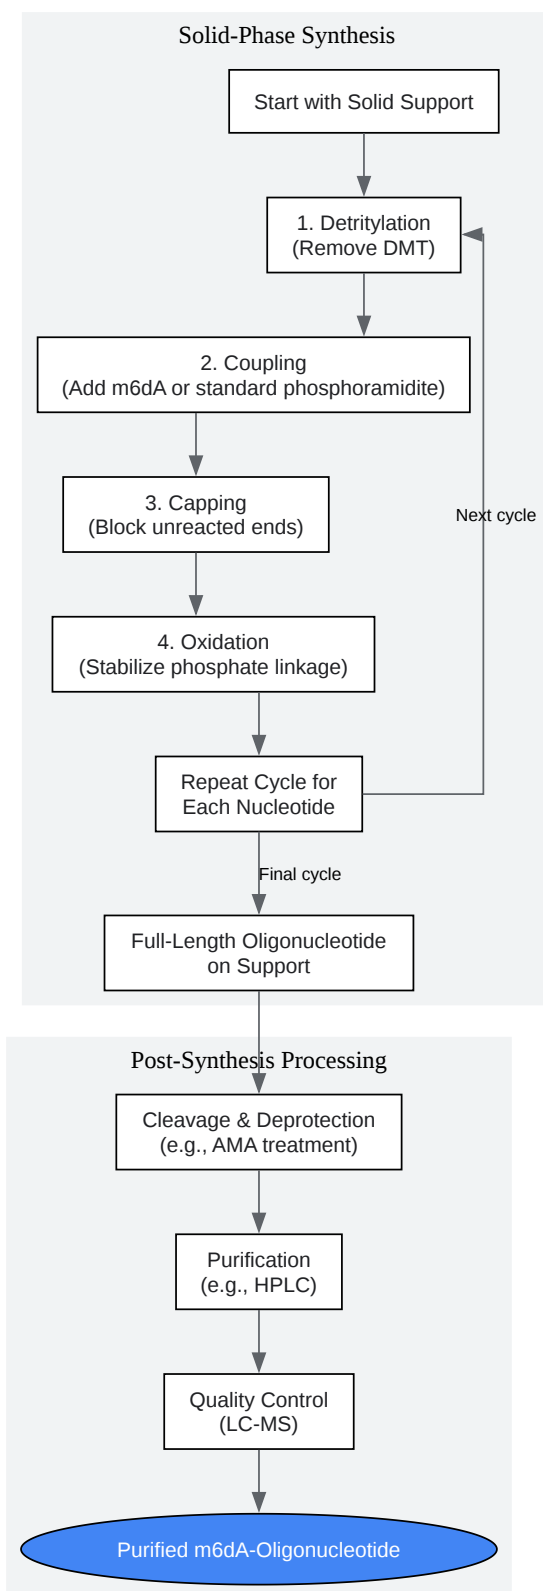 Solid-Phase Synthesis
Start with Solid Support
1. Detritylation
(Remove DMT)
2. Coupling
(Add m6dA or standard phosphoramidite)
3. Capping
(Block unreacted ends)
Next cycle
4. Oxidation
(Stabilize phosphate linkage)
Repeat Cycle for
Each Nucleotide
Final cycle
Full-Length Oligonucleotide
on Support
Post-Synthesis Processing
Cleavage & Deprotection
(e.g., AMA treatment)
Purification
(e.g., HPLC)
Quality Control
(LC-MS)
Purified m6dA-Oligonucleotide